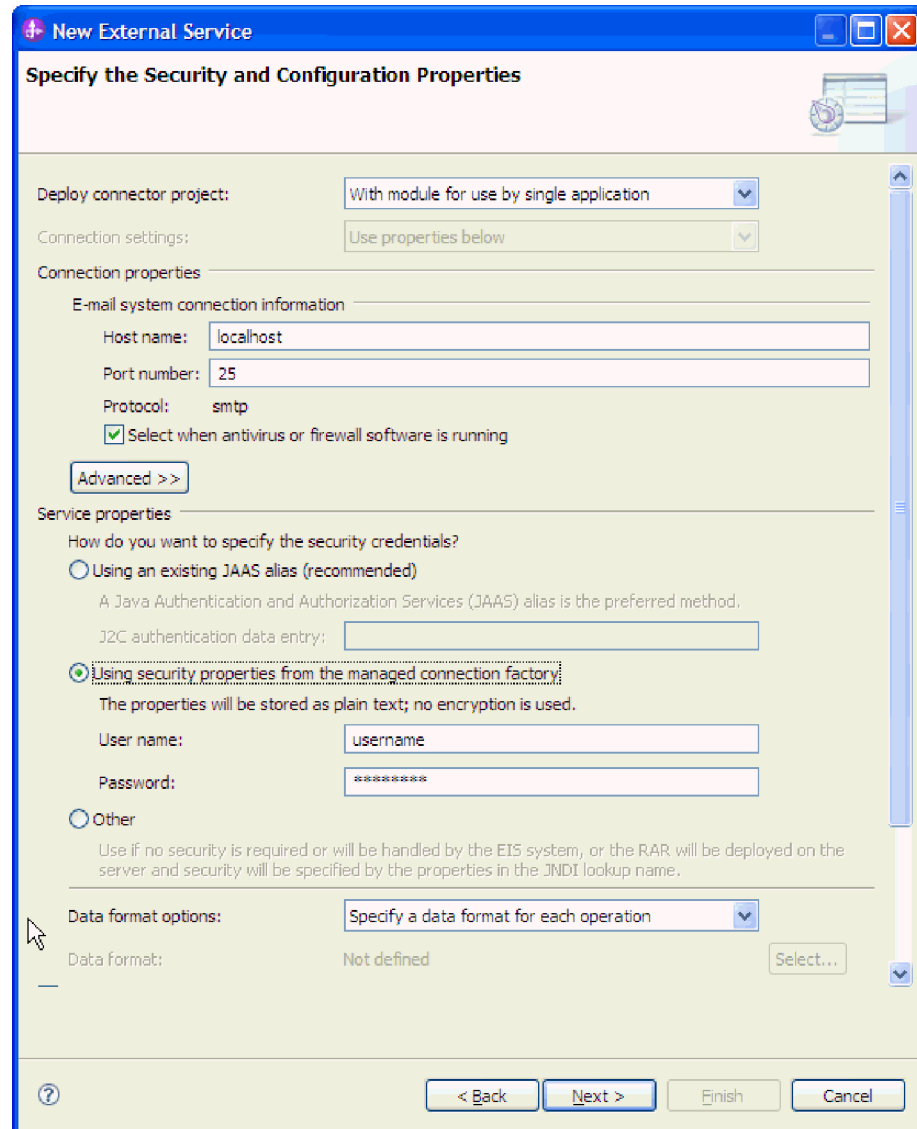 New External Service
Specify the Security and Configuration Properties
Deploy connector project: With module for use by single application
Connection settings: Use properties below
Connection properties
E-mail system connection information
Host name: localhost
Port number: 25
Protocol: smtp
Select when antivirus or firewall software is running
Advanced >>
Service properties
How do you want to specify the security credentials?
Using an existing JAAS alias (recommended)
A Java Authentication and Authorization Services (JAAS) alias is the preferred method.
J2C authentication data entry:
Using security properties from the managed connection factory
The properties will be stored as plain text; no encryption is used.
User name: username
Password: ********
Other
Use if no security is required or will be handled by the EIS system, or the RAR will be deployed on the
server and security will be specified by the properties in the JNDI lookup name.
Data format options: Specify a data format for each operation
Data format: Not defined Select...
? < Back Next > Finish Cancel